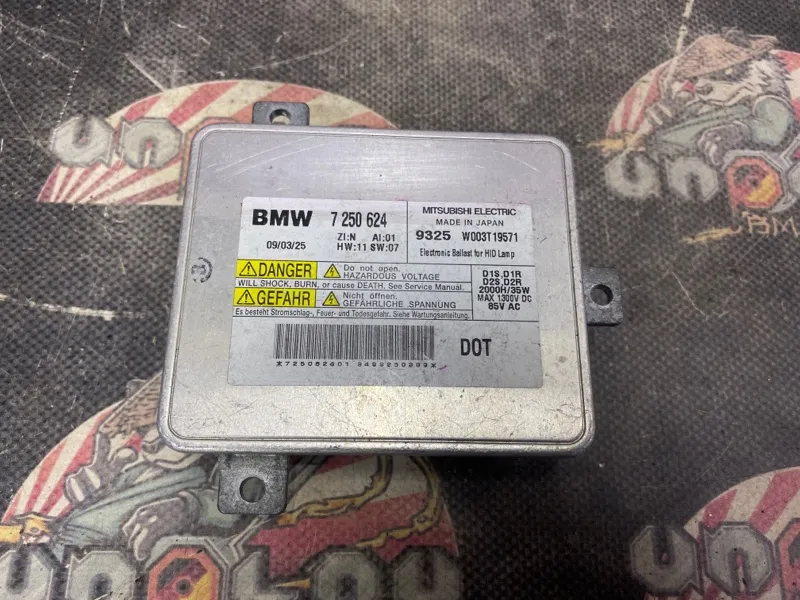 BMW 7 250 624
ZI:N AI:01
09/03/25 HW:11 SW:07
MITSUBISHI ELECTRIC
MADE IN JAPAN
9325 W003T19571
Electronic Ballast for HID Lamp
DANGER Do not open.
HAZARDOUS VOLTAGE
WILL SHOCK, BURN, or cause DEATH. See Service Manual.
GEFAHR Nicht öffnen.
GEFÄHRLICHE SPANNUNG
Es besteht Stromschlag-, Feuer- und Todesgefahr. Siehe Wartungsanleitung.
D1S,D1R
D2S,D2R
2000H/35W
MAX 1300V DC
85V AC
DOT